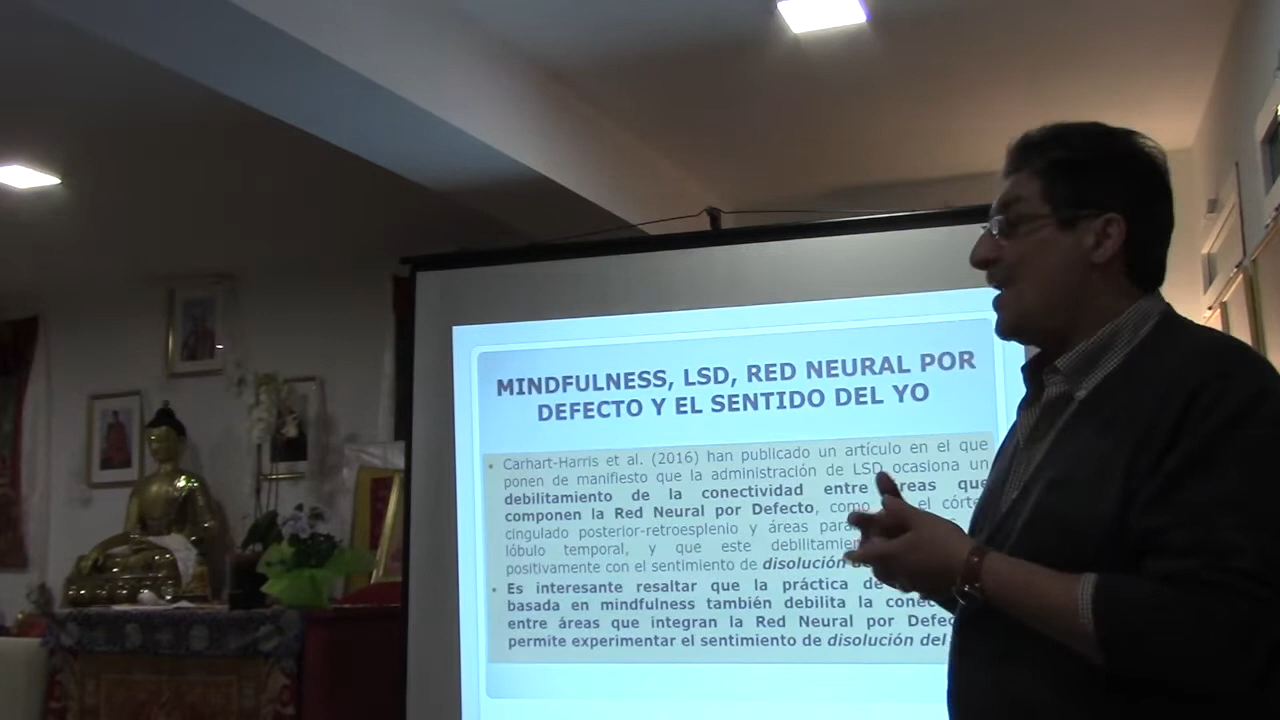 MINDFULNESS, LSD, RED NEURAL POR
DEFECTO Y EL SENTIDO DEL YO
Carhart-Harris et al. (2016) han publicado un artículo en el que
ponen de manifiesto que la administración de LSD ocasiona un
debilitamiento de la conectividad entre áreas que
componen la Red Neural por Defecto, como el córte
cingulado posterior-retroesplenio y áreas para
lóbulo temporal, y que este debilitamien
positivamente con el sentimiento de disolución
Es interesante resaltar que la práctica de
basada en mindfulness también debilita la conec
entre áreas que integran la Red Neural por Defec
permite experimentar el sentimiento de disolución del